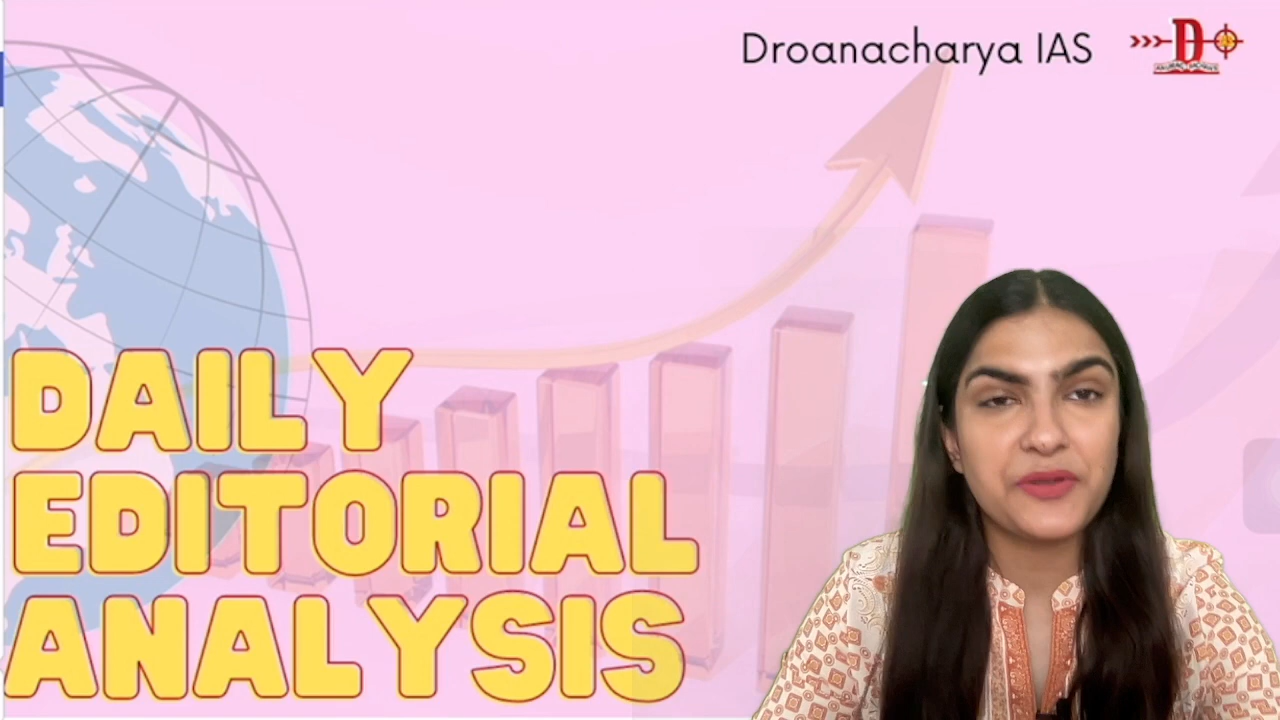 Droanacharya IAS
D
DAILY
EDITORIAL
ANALYSIS